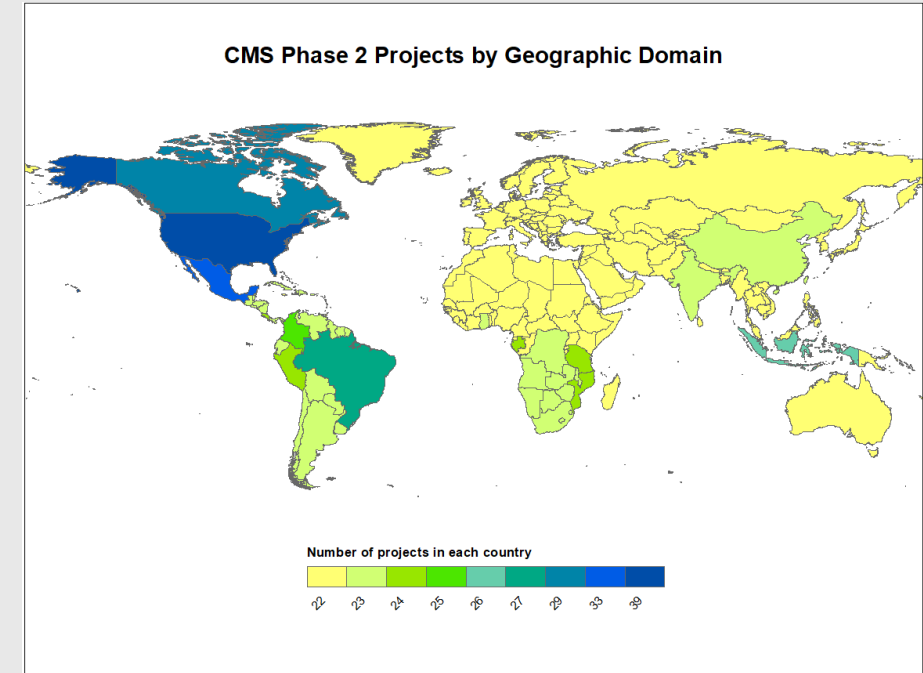 CMS Phase 2 Projects by Geographic Domain
Number of projects in each country
22 23 24 25 26 27 29 33 39